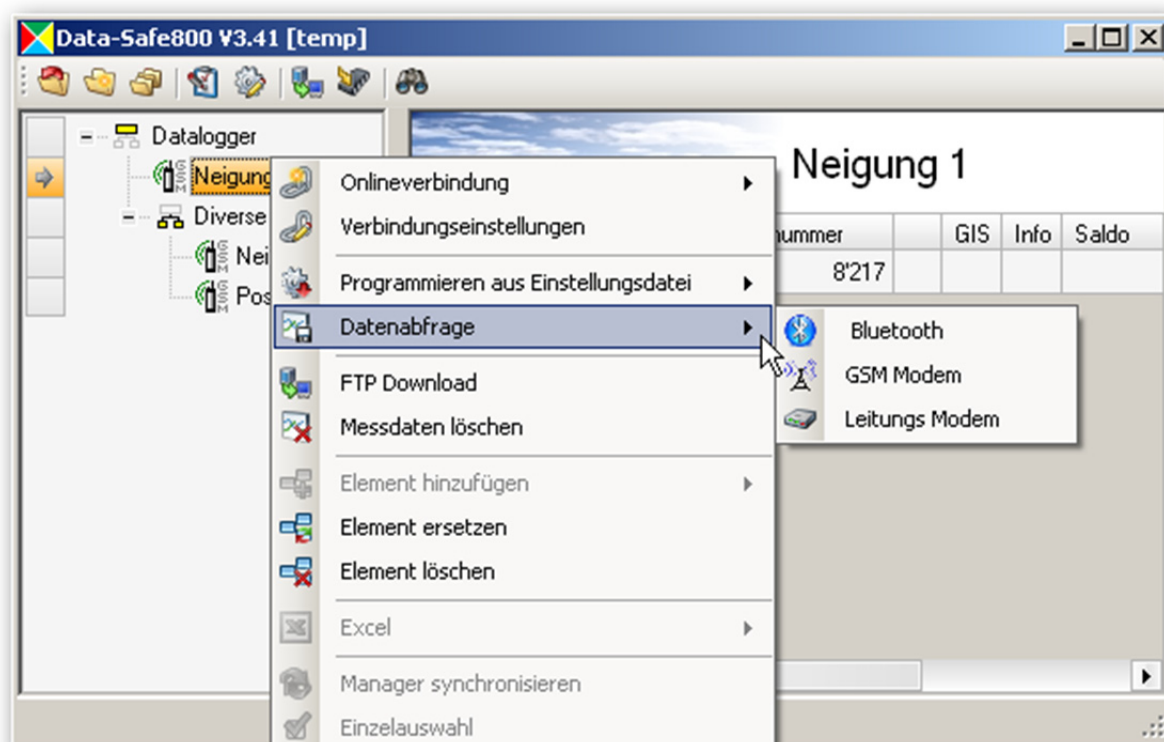 Data-Safe800 V3.41 [temp]
Datalogger
Neigung
Diverse
Nei
Pos
Onlineverbindung
Verbindungseinstellungen
Programmieren aus Einstellungsdatei
Datenabfrage
FTP Download
Messdaten löschen
Element hinzufügen
Element ersetzen
Element löschen
Excel
Manager synchronisieren
Einzelauswahl
Bluetooth
GSM Modem
Leitungs Modem
Neigung 1
nummer GIS Info Saldo
8'217